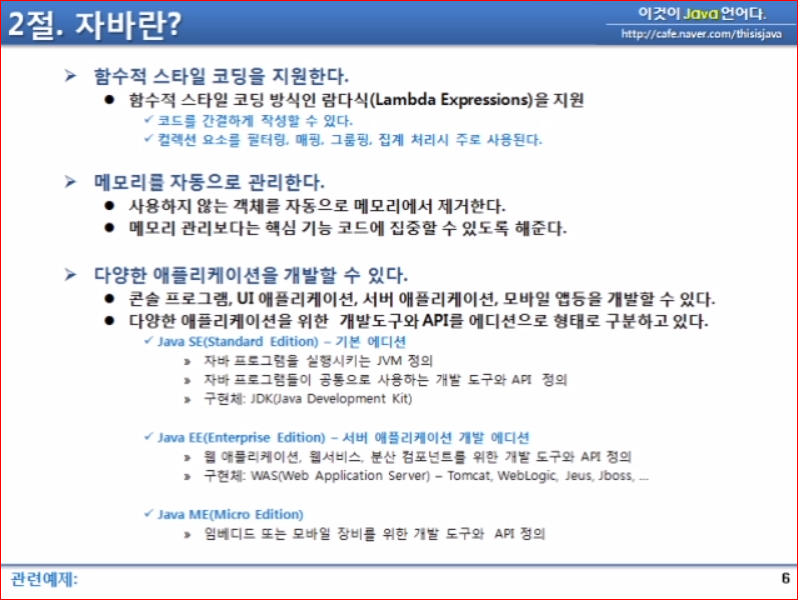 2절. 자바란?
이것이 Java 언어다.
http://cafe.naver.com/thisisjava
➢ 함수적 스타일 코딩을 지원한다.
● 함수적 스타일 코딩 방식인 람다식(Lambda Expressions)을 지원
✓ 코드를 간결하게 작성할 수 있다.
✓ 컬렉션 요소를 필터링, 매핑, 그룹핑, 집계 처리시 주로 사용된다.
➢ 메모리를 자동으로 관리한다.
● 사용하지 않는 객체를 자동으로 메모리에서 제거한다.
● 메모리 관리보다는 핵심 기능 코드에 집중할 수 있도록 해준다.
➢ 다양한 애플리케이션을 개발할 수 있다.
● 콘솔 프로그램, UI 애플리케이션, 서버 애플리케이션, 모바일 앱등을 개발할 수 있다.
● 다양한 애플리케이션을 위한 개발도구와 API를 에디션으로 형태로 구분하고 있다.
✓ Java SE(Standard Edition) – 기본 에디션
» 자바 프로그램을 실행시키는 JVM 정의
» 자바 프로그램들이 공통으로 사용하는 개발 도구와 API 정의
» 구현체: JDK(Java Development Kit)
✓ Java EE(Enterprise Edition) – 서버 애플리케이션 개발 에디션
» 웹 애플리케이션, 웹서비스, 분산 컴포넌트를 위한 개발 도구와 API 정의
» 구현체: WAS(Web Application Server) – Tomcat, WebLogic, Jeus, Jboss, ...
✓ Java ME(Micro Edition)
» 임베디드 또는 모바일 장비를 위한 개발 도구와 API 정의
관련예제:
6